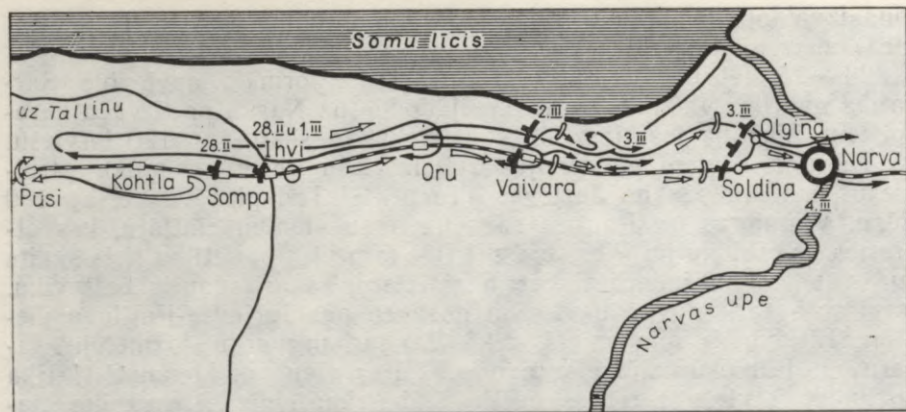 Somu līcis
uz Tallinu
28.II u 1.III
2.III
3.III
28.II
Ihvi
3.III
Olgina
Narva
Pūsi
Kohtla
Sompa
Oru
Vaivara
Soldina
4.III
Narvas upe